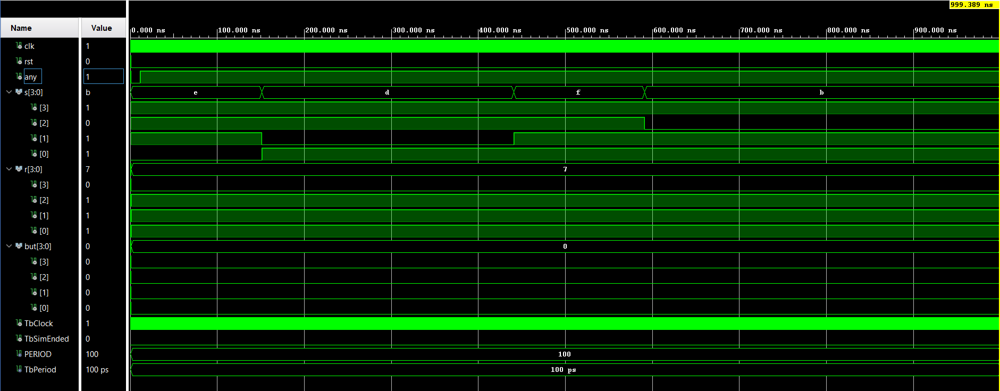 999.389 ns
Name Value
0.000 ns 100.000 ns 200.000 ns 300.000 ns 400.000 ns 500.000 ns 600.000 ns 700.000 ns 800.000 ns 900.000 ns
clk 1
rst 0
any 1
s[3:0] b e d f b
[3] 1
[2] 0
[1] 1
[0] 1
r[3:0] 7 7
[3] 0
[2] 1
[1] 1
[0] 1
but[3:0] 0 0
[3] 0
[2] 0
[1] 0
[0] 0
TbClock 1
TbSimEnded 0
PERIOD 100 100
TbPeriod 100 ps 100 ps